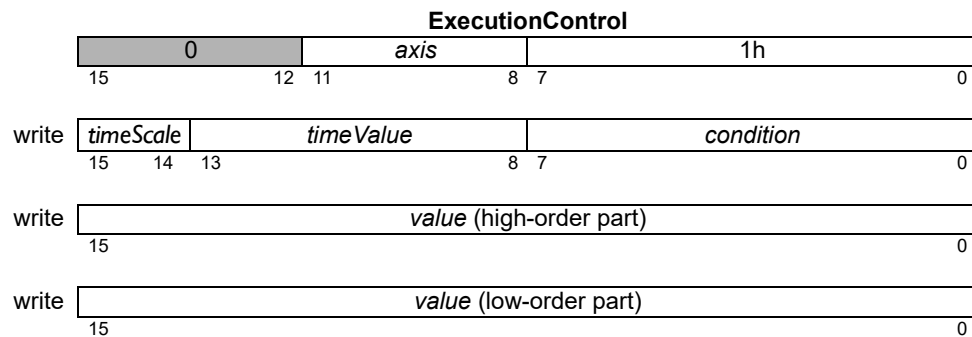 ExecutionControl
0 axis 1h
15 12 11 8 7 0
write timeScale timeValue condition
15 14 13 8 7 0
write value (high-order part)
15 0
write value (low-order part)
15 0